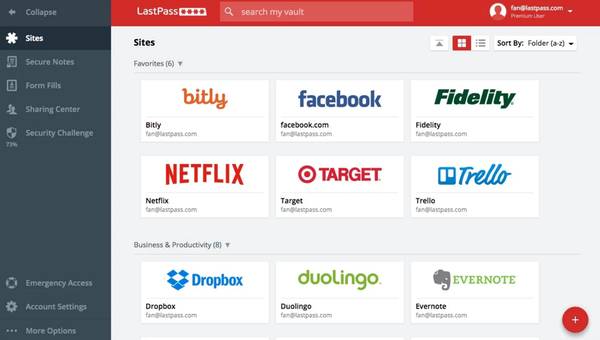 Collapse
Sites
Secure Notes
Form Fills
Sharing Center
Security Challenge
73%
Emergency Access
Account Settings
More Options
LastPass
search my vault
fan@lastpass.com
Premium User
Sites
Sort By: Folder (a-z)
Favorites (6)
bitly
facebook
Fidelity
Bitly
facebook.com
Fidelity
fan@lastpass.com
fan@lastpass.com
fan@lastpass.com
NETFLIX
TARGET
Trello
Netflix
Target
Trello
fan@lastpass.com
fan@lastpass.com
fan@lastpass.com
Business & Productivity (8)
Dropbox
duolingo
EVERNOTE
Dropbox
Duolingo
Evernote
fan@lastpass.com
fan@lastpass.com
fan@lastpass.com